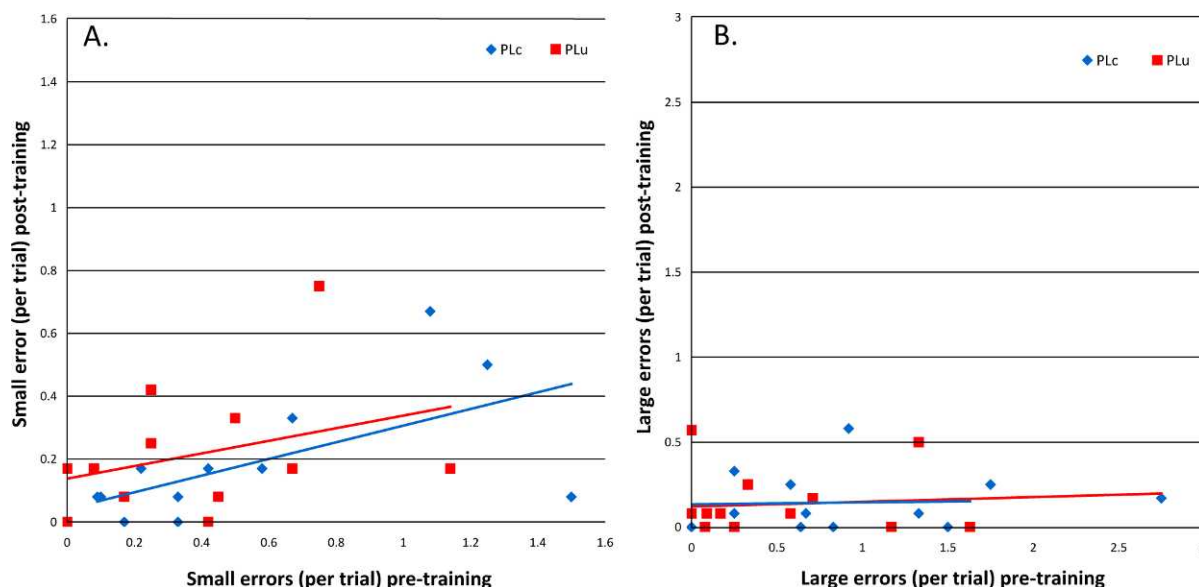 A.
PLc PLu
1.6
1.4
1.2
1
0.8
0.6
0.4
0.2
0
0 0.2 0.4 0.6 0.8 1 1.2 1.4 1.6
Small error (per trial) post-training
Small errors (per trial) pre-training
B.
PLc PLu
3
2.5
2
1.5
1
0.5
0
0 0.5 1 1.5 2 2.5
Large errors (per trial) post-training
Large errors (per trial) pre-training